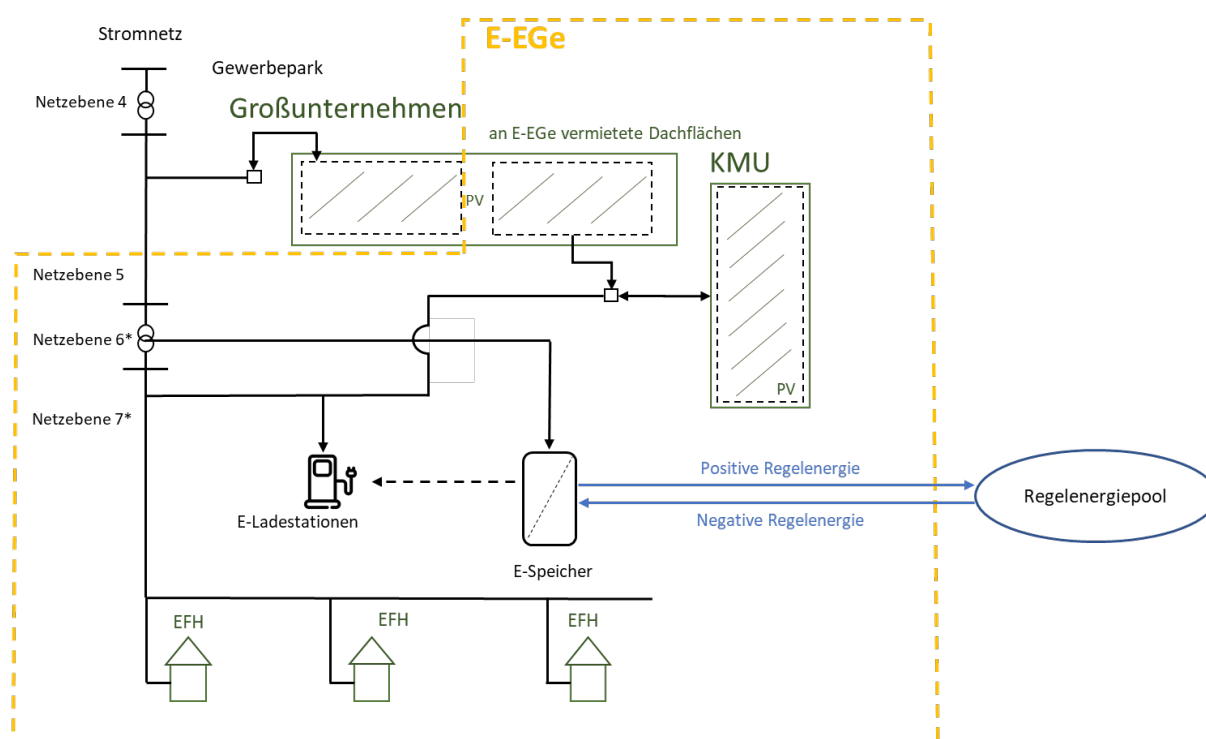 Stromnetz
E-EGe
Gewerbepark
Netzebene 4
Großunternehmen
an E-EGe vermietete Dachflächen
KMU
PV
Netzebene 5
Netzebene 6*
PV
Netzebene 7*
Positive Regelenergie
Regelenergiepool
Negative Regelenergie
E-Ladestationen
E-Speicher
EFH
EFH
EFH